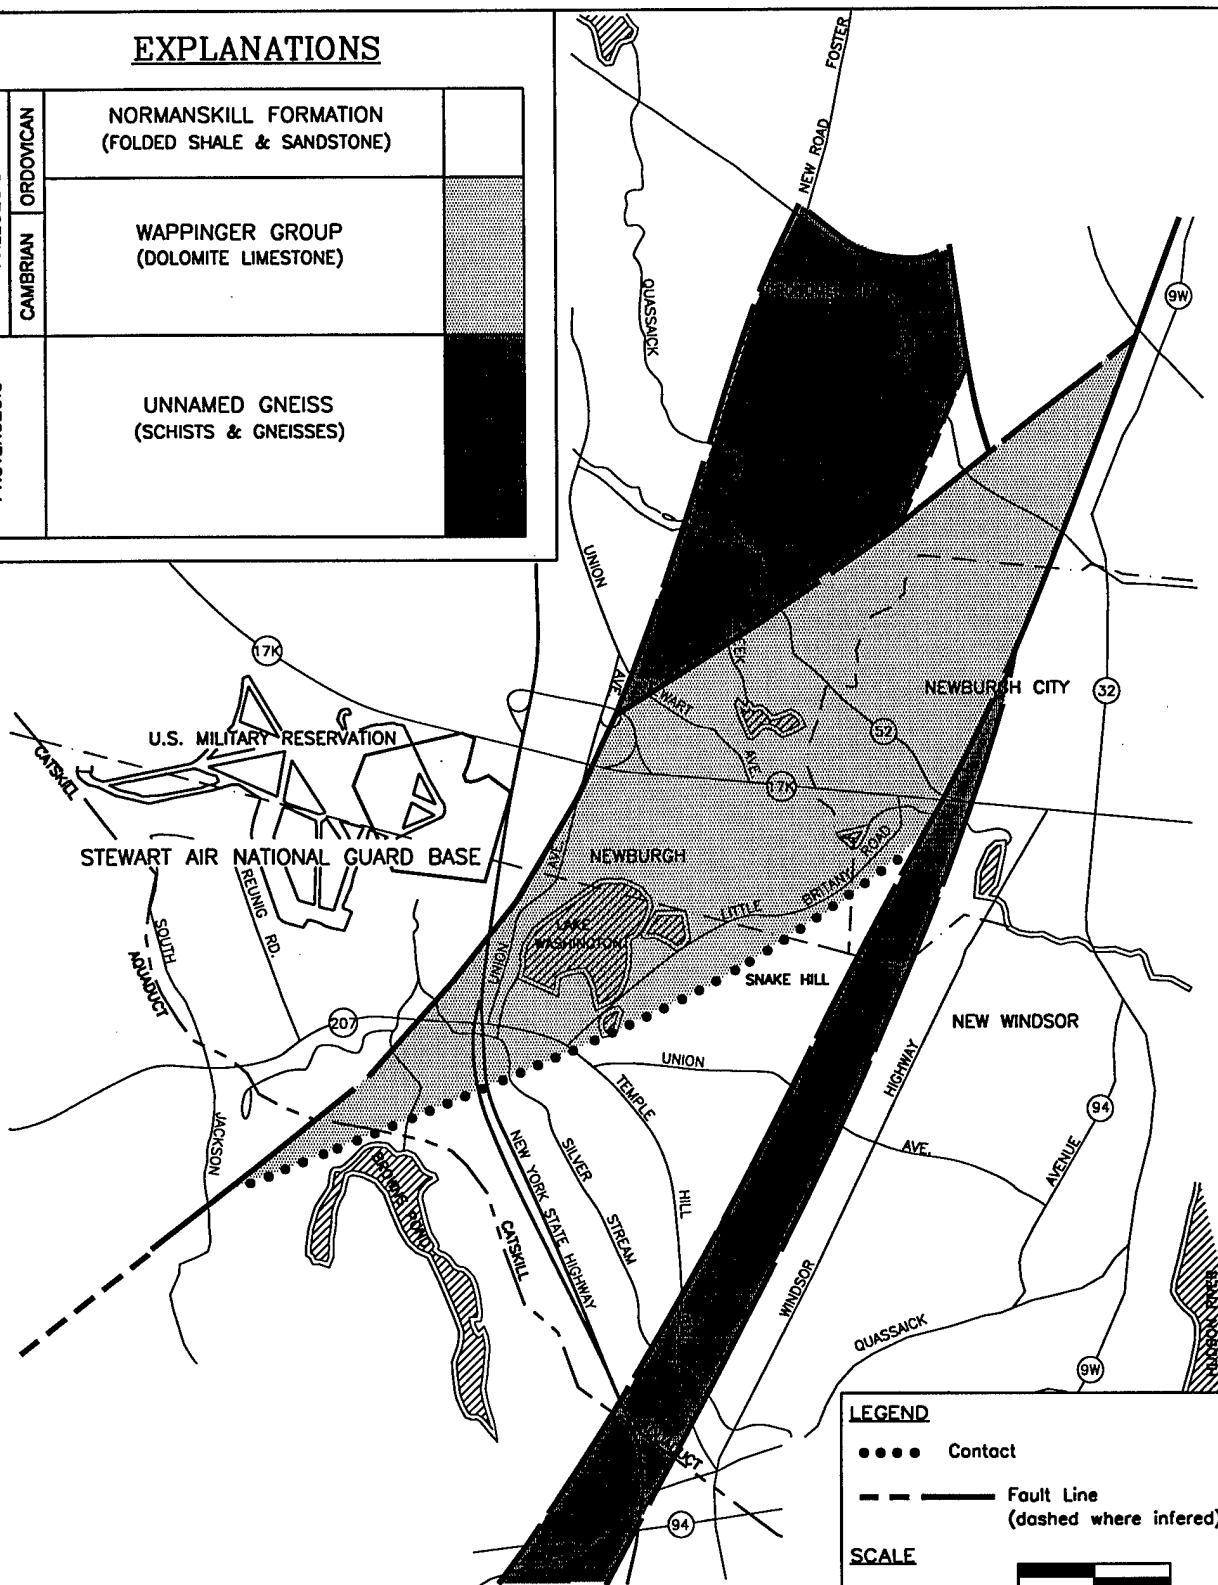 EXPLANATIONS
ORDOVICAN
NORMANSKILL FORMATION
(FOLDED SHALE & SANDSTONE)
CAMBRIAN
WAPPINGER GROUP
(DOLOMITE LIMESTONE)
UNNAMED GNEISS
(SCHISTS & GNEISSES)
NEW ROAD
FOSTER
QUASSAICK
9W
UNION
AVE.
17K
U.S. MILITARY RESERVATION
CATSKILL
STEWART AIR NATIONAL GUARD BASE
NEWBURGH CITY
32
52
AVE.
17K
NEWBURGH
AVE.
UNION
LITTLE
BRITANY
ROAD
LAKE
WASHINGTON
SNAKE HILL
NEW WINDSOR
SOUTH
REUNIG
RD.
AQUADUCT
207
JACKSON
UNION
AVE.
TEMPLE
HILL
HIGHWAY
WINDSOR
94
AVENUE
SILVER
STREAM
NEW YORK STATE HIGHWAY
CATSKILL
BROWNS POND
QUASSAICK
9W
HUDSON RIVER
94
LEGEND
Contact
Fault Line
(dashed where infered)
SCALE